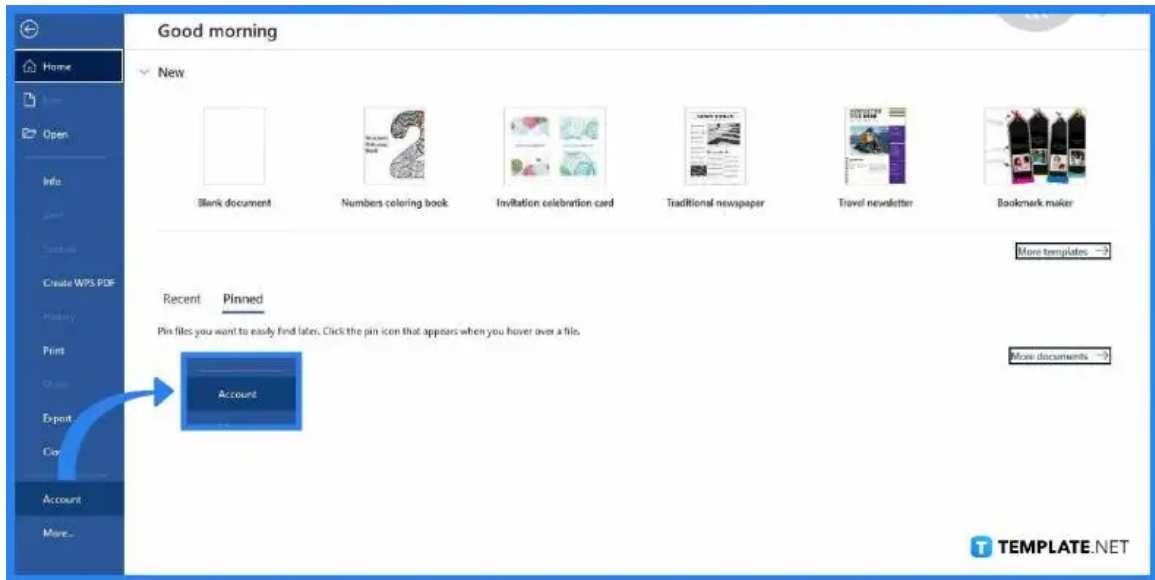 Good morning
Home
Open
Info
Create WPS PDF
Print
Export
Account
More...
New
Blank document
Numbers coloring book
Invitation celebration card
Traditional newspaper
Travel newsletter
Bookmark maker
More templates
Recent Pinned
Pin files you want to easily find later. Click the pin icon that appears when you hover over a file.
More documents
Account
TEMPLATE.NET